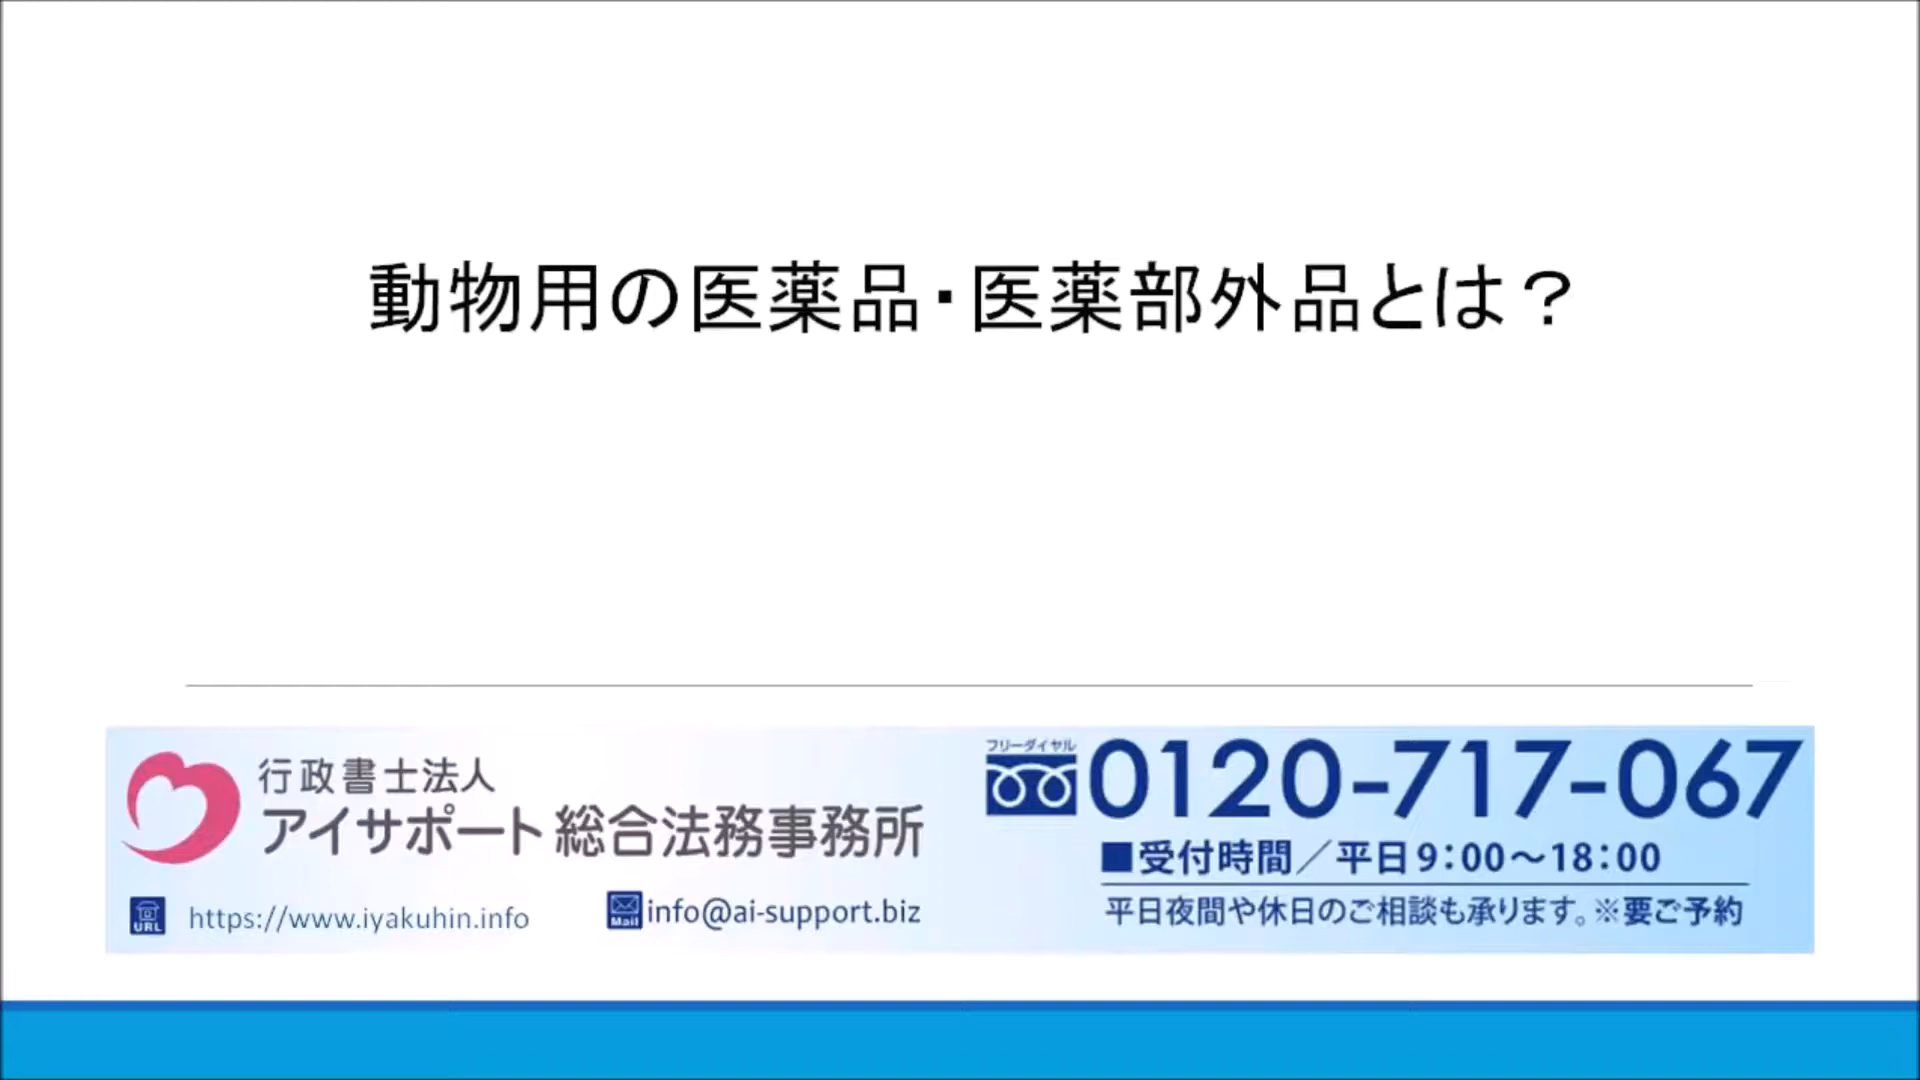 動物用の医薬品・医薬部外品とは？
行政書士法人
アイサポート総合法務事務所
URL https://www.iyakuhin.info
Mail info@ai-support.biz
フリーダイヤル
0120-717-067
■受付時間／平日9：00～18：00
平日夜間や休日のご相談も承ります。※要ご予約